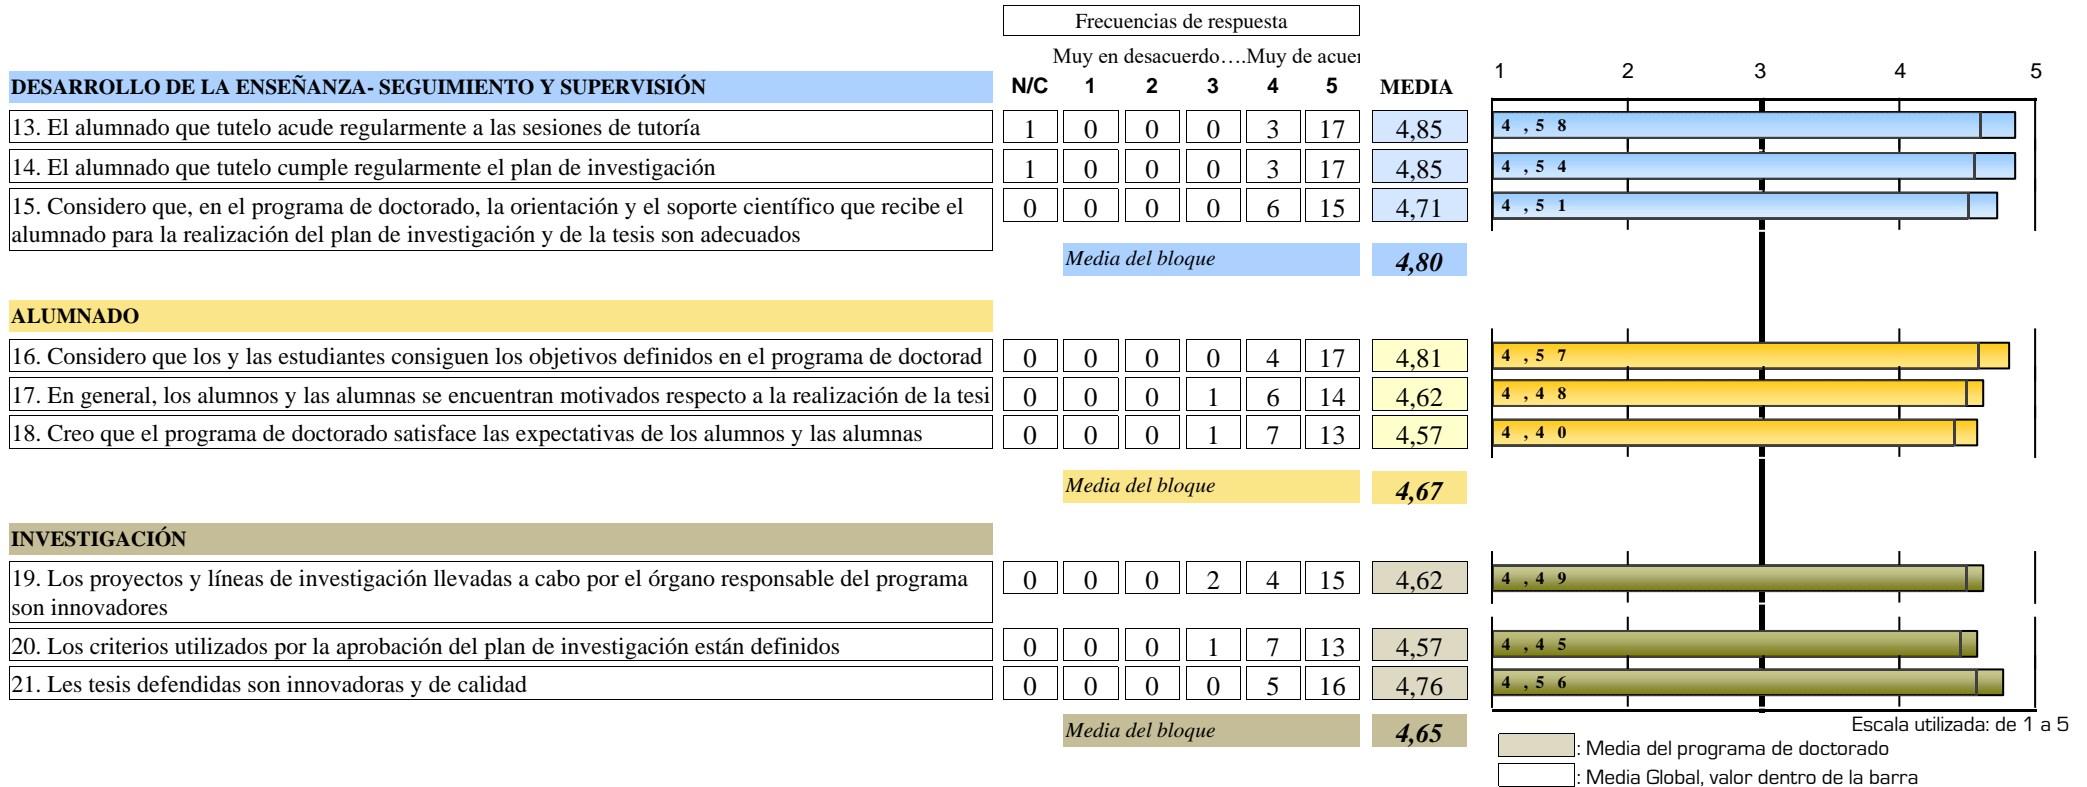 Frecuencias de respuesta
Muy en desacuerdo….Muy de acuer
DESARROLLO DE LA ENSEÑANZA- SEGUIMIENTO Y SUPERVISIÓN N/C 1 2 3 4 5 MEDIA 1 2 3 4 5
13. El alumnado que tutelo acude regularmente a las sesiones de tutoría 1 0 0 0 3 17 4,85 4,58
14. El alumnado que tutelo cumple regularmente el plan de investigación 1 0 0 0 3 17 4,85 4,54
15. Considero que, en el programa de doctorado, la orientación y el soporte científico que recibe el 0 0 0 0 6 15 4,71 4,51
alumnado para la realización del plan de investigación y de la tesis son adecuados
Media del bloque 4,80
ALUMNADO
16. Considero que los y las estudiantes consiguen los objetivos definidos en el programa de doctorad 0 0 0 0 4 17 4,81 4,57
17. En general, los alumnos y las alumnas se encuentran motivados respecto a la realización de la tesi 0 0 0 1 6 14 4,62 4,48
18. Creo que el programa de doctorado satisface las expectativas de los alumnos y las alumnas 0 0 0 1 7 13 4,57 4,40
Media del bloque 4,67
INVESTIGACIÓN
19. Los proyectos y líneas de investigación llevadas a cabo por el órgano responsable del programa 0 0 0 2 4 15 4,62 4,49
son innovadores
20. Los criterios utilizados por la aprobación del plan de investigación están definidos 0 0 0 1 7 13 4,57 4,45
21. Les tesis defendidas son innovadoras y de calidad 0 0 0 0 5 16 4,76 4,56
Media del bloque 4,65
Escala utilizada: de 1 a 5
: Media del programa de doctorado
: Media Global, valor dentro de la barra